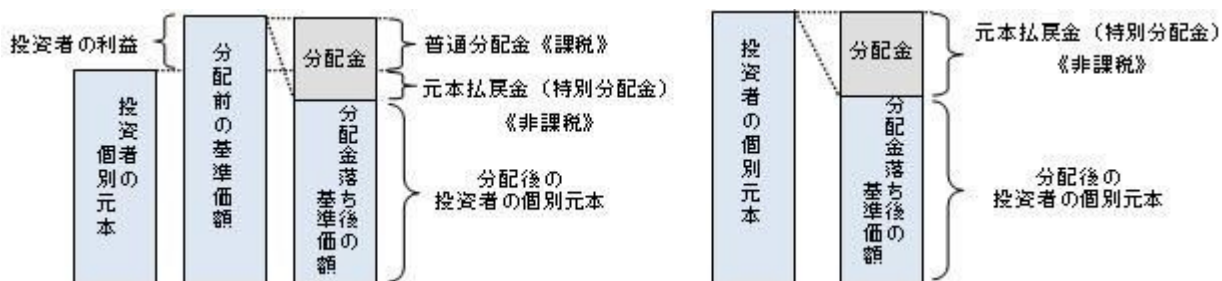 投資者の利益
投資者の
個別元本
分配前の基準価額
分配金
分配金落ち後の
基準価額
普通分配金《課税》
元本払戻金（特別分配金）
《非課税》
分配後の
投資者の個別元本
投資者の個別元本
分配金
分配金落ち後の
基準価額
元本払戻金（特別分配金）
《非課税》
分配後の
投資者の個別元本